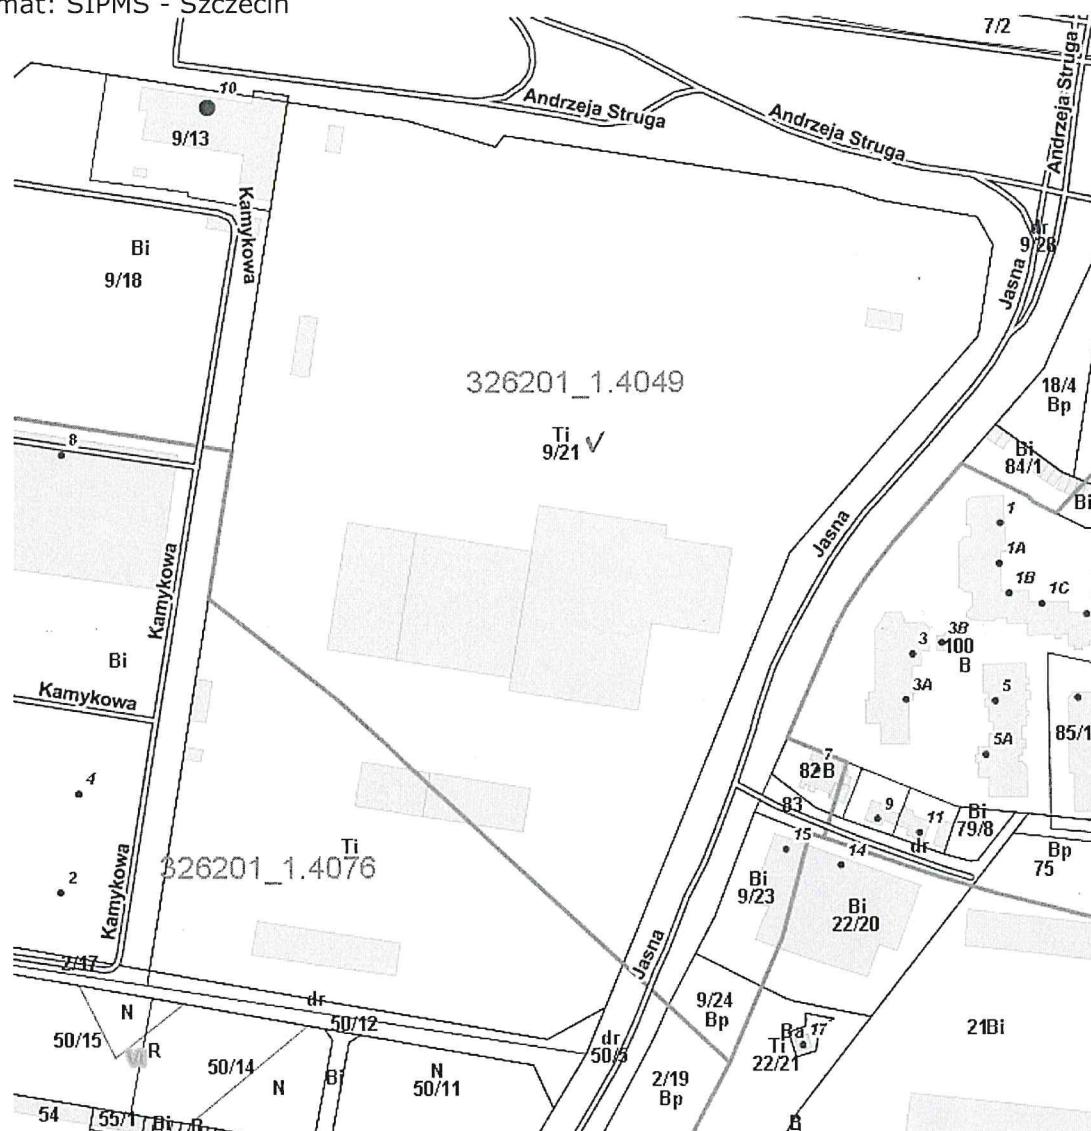 mat: SIPMS - Szczecin
7/2
Andrzeja Struga
Andrzeja Struga
Andrzeja Struga
10
9/13
Kamykowa
dr
9/28
Bi
9/18
Jasna
326201_1.4049
18/4
Bp
Ti
9/21
8
Bi
84/1
Bi
1
Jasna
1A
1B
1C
Kamykowa
3
3B
100
B
Bi
3A
5
Kamykowa
5A
85/1
7
82B
4
83
9
11
Bi
79/8
dr
Ti
326201_1.4076
15
14
Bp
75
2
Kamykowa
Bi
9/23
Bi
22/20
Jasna
2/17
dr
N
50/12
9/24
Bp
21Bi
50/15
VI
R
dr
50/5
Ba
17
Ti
22/21
50/14
N
Bi
N
50/11
2/19
Bp
54
55/1
Bi
R
B